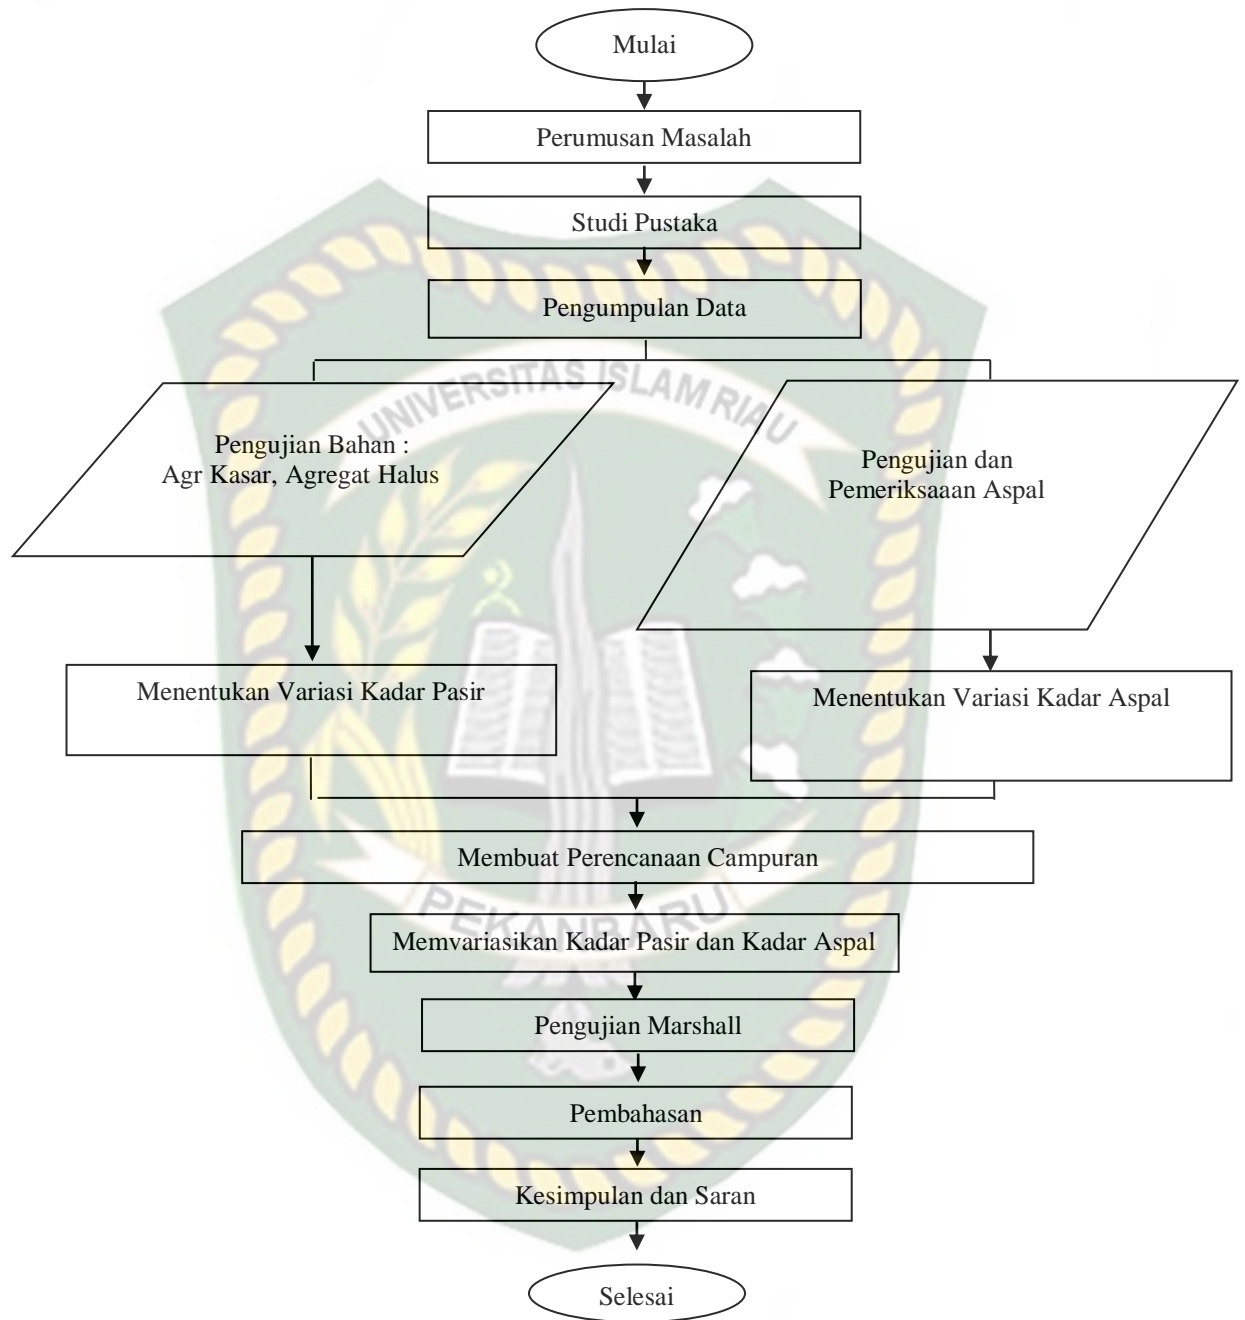 Mulai
Perumusan Masalah
Studi Pustaka
Pengumpulan Data
UNIVERSITAS ISLAM RIAU
Pengujian Bahan :
Agr Kasar, Agregat Halus
Pengujian dan
Pemeriksaaan Aspal
Menentukan Variasi Kadar Pasir
Menentukan Variasi Kadar Aspal
Membuat Perencanaan Campuran
PEKANBARU
Memvariasikan Kadar Pasir dan Kadar Aspal
Pengujian Marshall
Pembahasan
Kesimpulan dan Saran
Selesai